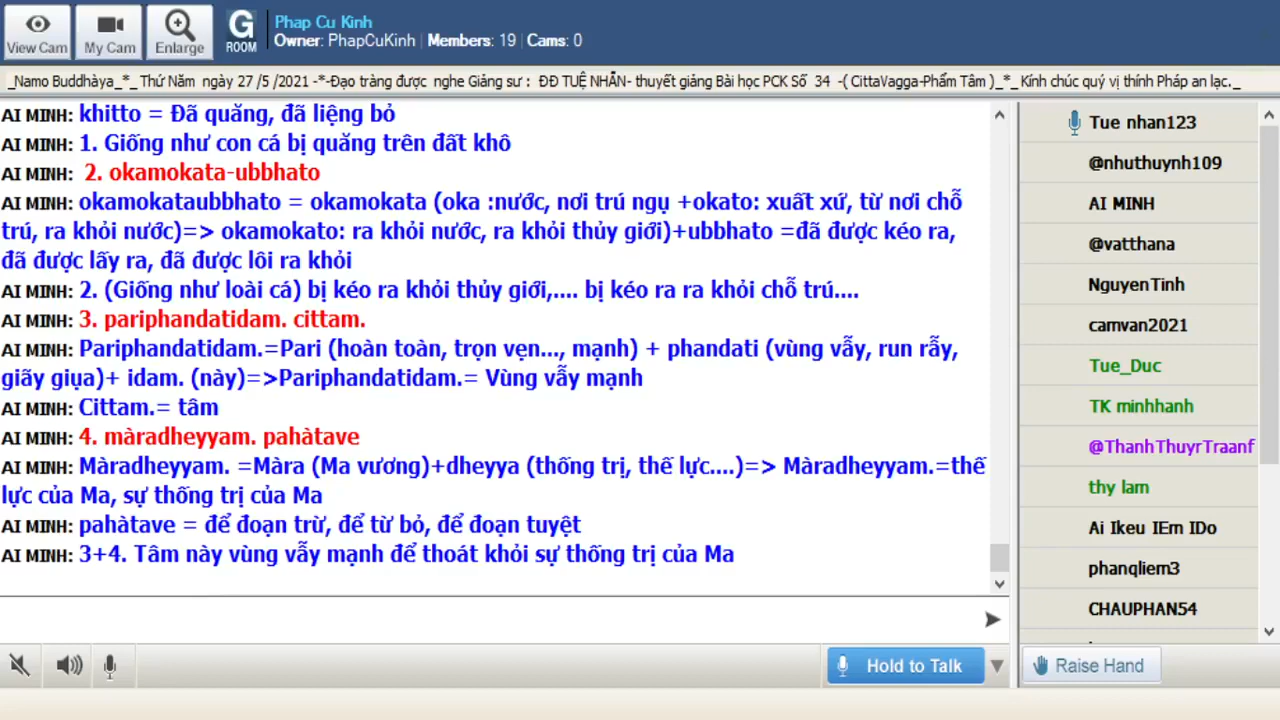 View Cam
My Cam
Enlarge
G
ROOM
Phap Cu Kinh
Owner: PhapCuKinh | Members: 19 | Cams: 0
_Namo Buddhàya_*_ Thứ Năm ngày 27 /5 /2021 -*-Đạo tràng được nghe Giảng sư : ĐĐ TUỆ NHẪN- thuyết giảng Bài học PCK Số 34 -( CittaVagga-Phẩm Tâm )_*_ Kính chúc quý vị thính Pháp an lạc._
AI MINH: khitto = Đã quăng, đã liệng bỏ
AI MINH: 1. Giống như con cá bị quăng trên đất khô
AI MINH: 2. okamokata-ubbhato
AI MINH: okamokataubbhato = okamokata (oka :nước, nơi trú ngụ +okato: xuất xứ, từ nơi chỗ
trú, ra khỏi nước)=> okamokato: ra khỏi nước, ra khỏi thủy giới)+ubbhato =đã được kéo ra,
đã được lấy ra, đã được lôi ra khỏi
AI MINH: 2. (Giống như loài cá) bị kéo ra khỏi thủy giới,.... bị kéo ra ra khỏi chỗ trú....
AI MINH: 3. pariphandatidam. cittam.
AI MINH: Pariphandatidam.=Pari (hoàn toàn, trọn vẹn..., mạnh) + phandati (vùng vẫy, run rẫy,
giãy giụa)+ idam. (này)=>Pariphandatidam.= Vùng vẫy mạnh
AI MINH: Cittam.= tâm
AI MINH: 4. màradheyyam. pahàtave
AI MINH: Màradheyyam. =Màra (Ma vương)+dheyya (thống trị, thế lực....)=> Màradheyyam.=thế
lực của Ma, sự thống trị của Ma
AI MINH: pahàtave = để đoạn trừ, để từ bỏ, để đoạn tuyệt
AI MINH: 3+4. Tâm này vùng vẫy mạnh để thoát khỏi sự thống trị của Ma
Tue nhan123
@nhuthuynh109
AI MINH
@vatthana
NguyenTinh
camvan2021
Tue_Duc
TK minhhanh
@ThanhThuyrTraanf
thy lam
Ai Ikeu IEm IDo
phanqliem3
CHAUPHAN54
Hold to Talk
Raise Hand